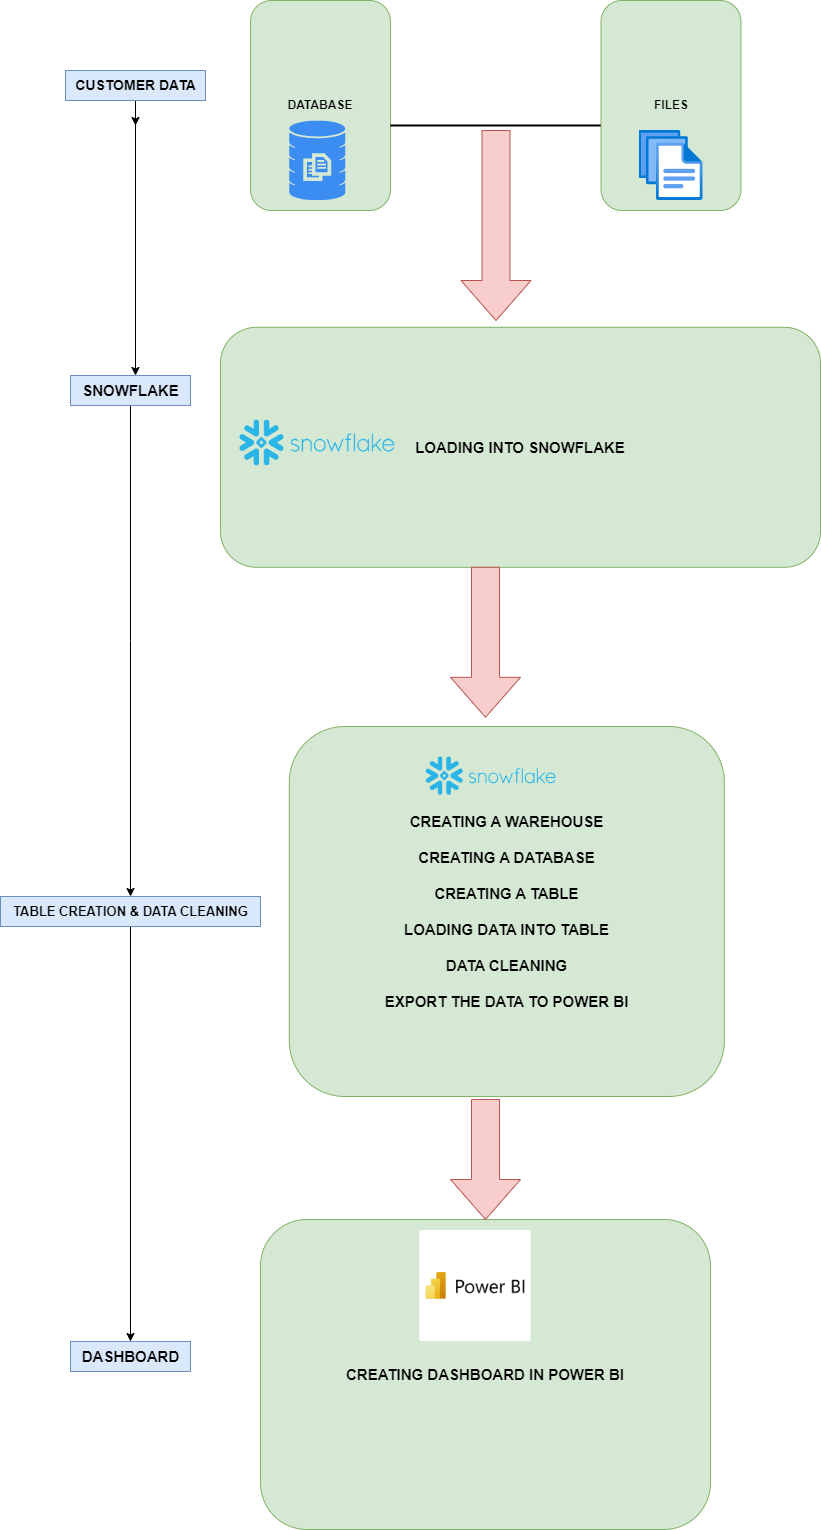 CUSTOMER DATA
DATABASE
FILES
SNOWFLAKE
snowflake
LOADING INTO SNOWFLAKE
snowflake
CREATING A WAREHOUSE
CREATING A DATABASE
CREATING A TABLE
LOADING DATA INTO TABLE
DATA CLEANING
EXPORT THE DATA TO POWER BI
TABLE CREATION & DATA CLEANING
Power BI
DASHBOARD
CREATING DASHBOARD IN POWER BI